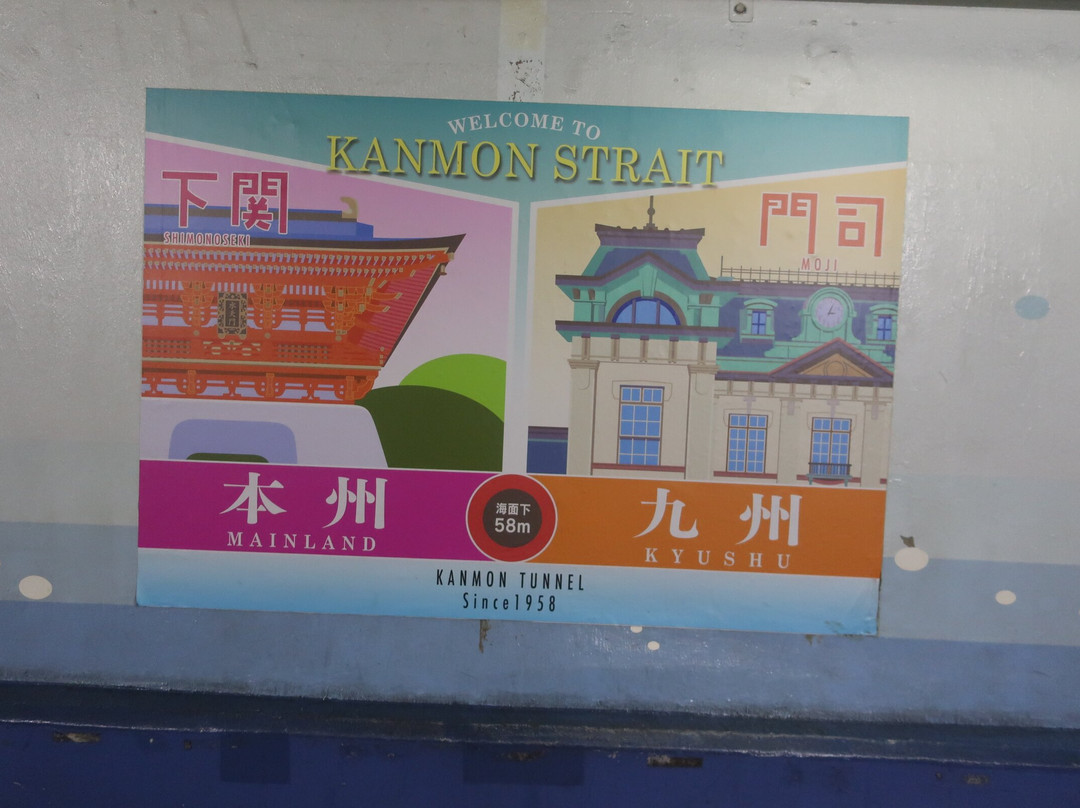 WELCOME TO
KANMON STRAIT
下関
SHIMONOSEKI
門司
MOJI
本州
MAINLAND
海面下
58m
九州
KYUSHU
KANMON TUNNEL
Since1958